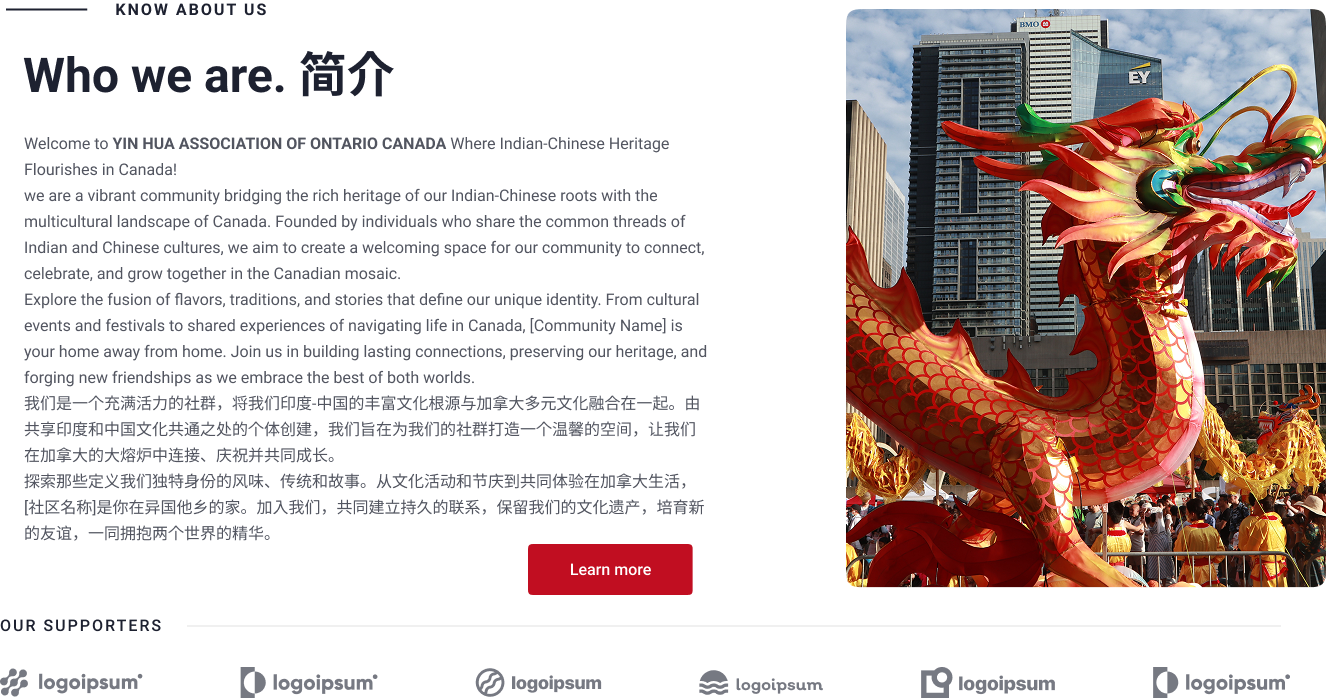 KNOW ABOUT US
Who we are. 简介
Welcome to YIN HUA ASSOCIATION OF ONTARIO CANADA Where Indian-Chinese Heritage
Flourishes in Canada!
we are a vibrant community bridging the rich heritage of our Indian-Chinese roots with the
multicultural landscape of Canada. Founded by individuals who share the common threads of
Indian and Chinese cultures, we aim to create a welcoming space for our community to connect,
celebrate, and grow together in the Canadian mosaic.
Explore the fusion of flavors, traditions, and stories that define our unique identity. From cultural
events and festivals to shared experiences of navigating life in Canada, [Community Name] is
your home away from home. Join us in building lasting connections, preserving our heritage, and
forging new friendships as we embrace the best of both worlds.
我们是一个充满活力的社群，将我们印度-中国的丰富文化根源与加拿大多元文化融合在一起。由
共享印度和中国文化共通之处的个体创建，我们旨在为我们的社群打造一个温馨的空间，让我们
在加拿大的大熔炉中连接、庆祝并共同成长。
探索那些定义我们独特身份的风味、传统和故事。从文化活动和节庆到共同体验在加拿大生活，
[社区名称]是你在异国他乡的家。加入我们，共同建立持久的联系，保留我们的文化遗产，培育新
的友谊，一同拥抱两个世界的精华。
Learn more
BMO
EY
OUR SUPPORTERS
logoipsum
logoipsum
logoipsum
logoipsum
logoipsum
logoipsum